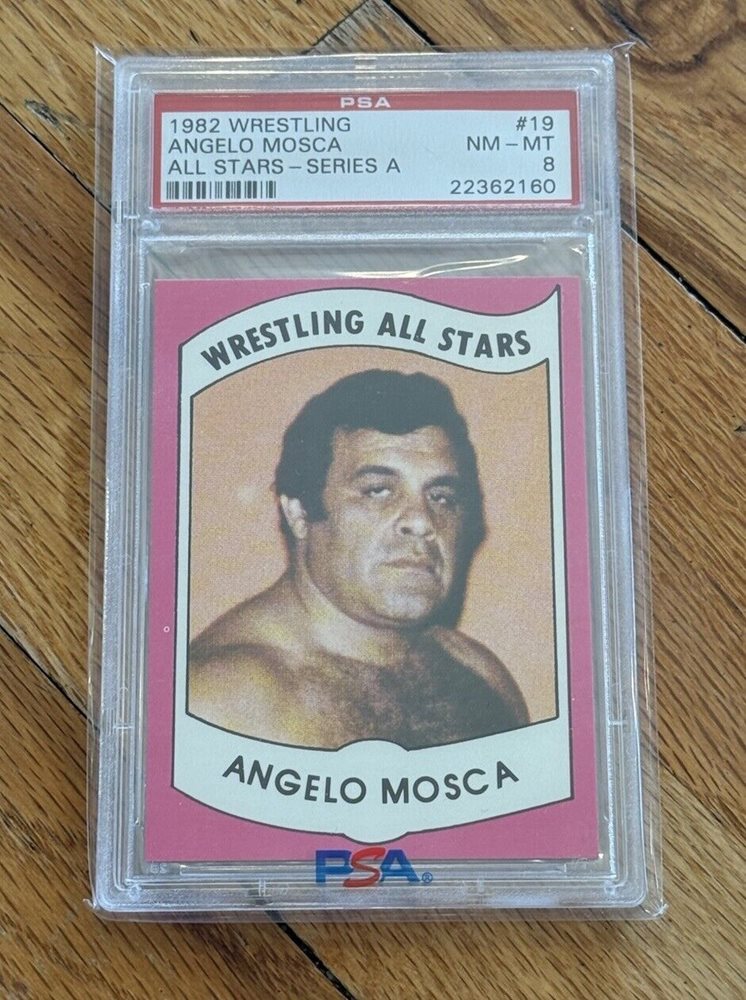 PSA
1982 WRESTLING #19
ANGELO MOSCA NM - MT
ALL STARS - SERIES A 8
22362160
WRESTLING ALL STARS
ANGELO MOSCA
PSA®